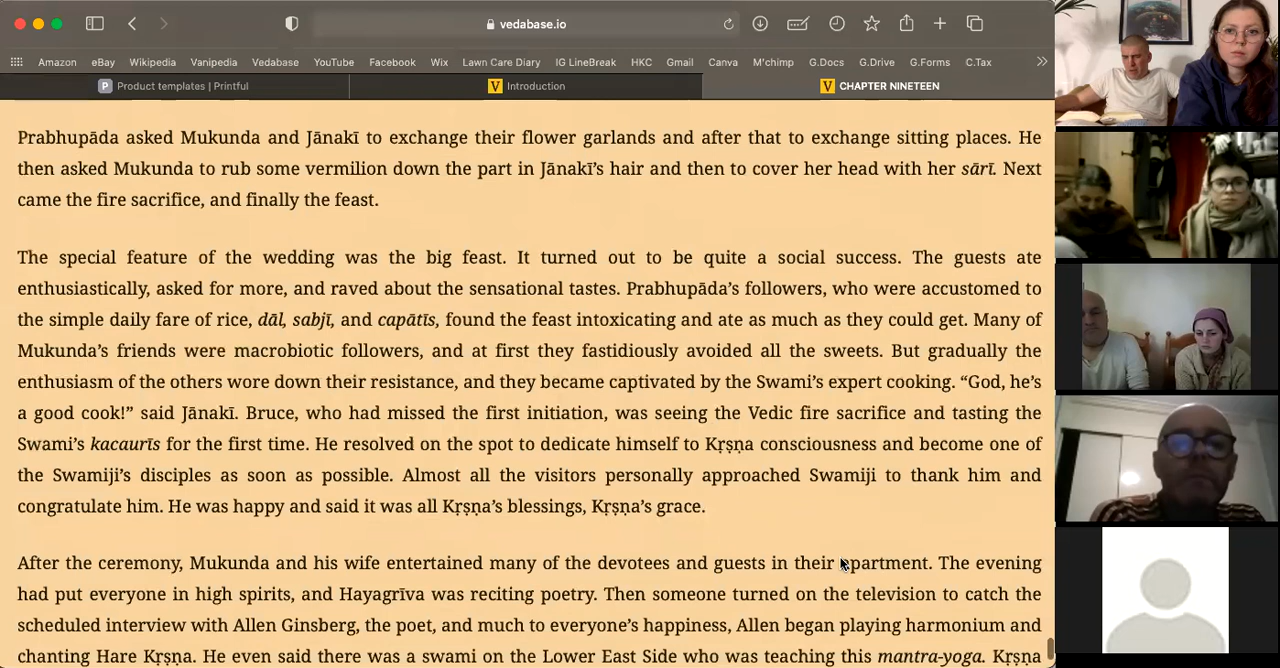 vedabase.io
Amazon eBay Wikipedia Vanipedia Vedabase YouTube Facebook Wix Lawn Care Diary IG LineBreak HKC Gmail Canva M'chimp G.Docs G.Drive G.Forms C.Tax
Product templates | Printful Introduction CHAPTER NINETEEN
Prabhupāda asked Mukunda and Jānakī to exchange their flower garlands and after that to exchange sitting places. He
then asked Mukunda to rub some vermilion down the part in Jānakī’s hair and then to cover her head with her sārī. Next
came the fire sacrifice, and finally the feast.
The special feature of the wedding was the big feast. It turned out to be quite a social success. The guests ate
enthusiastically, asked for more, and raved about the sensational tastes. Prabhupāda’s followers, who were accustomed to
the simple daily fare of rice, dāl, sabjī, and capātīs, found the feast intoxicating and ate as much as they could get. Many of
Mukunda’s friends were macrobiotic followers, and at first they fastidiously avoided all the sweets. But gradually the
enthusiasm of the others wore down their resistance, and they became captivated by the Swami’s expert cooking. “God, he’s
a good cook!” said Jānakī. Bruce, who had missed the first initiation, was seeing the Vedic fire sacrifice and tasting the
Swami’s kacaurīs for the first time. He resolved on the spot to dedicate himself to Kṛṣṇa consciousness and become one of
the Swamiji’s disciples as soon as possible. Almost all the visitors personally approached Swamiji to thank him and
congratulate him. He was happy and said it was all Kṛṣṇa’s blessings, Kṛṣṇa’s grace.
After the ceremony, Mukunda and his wife entertained many of the devotees and guests in their apartment. The evening
had put everyone in high spirits, and Hayagrīva was reciting poetry. Then someone turned on the television to catch the
scheduled interview with Allen Ginsberg, the poet, and much to everyone’s happiness, Allen began playing harmonium and
chanting Hare Kṛṣṇa. He even said there was a swami on the Lower East Side who was teaching this mantra-yoga. Kṛṣṇa